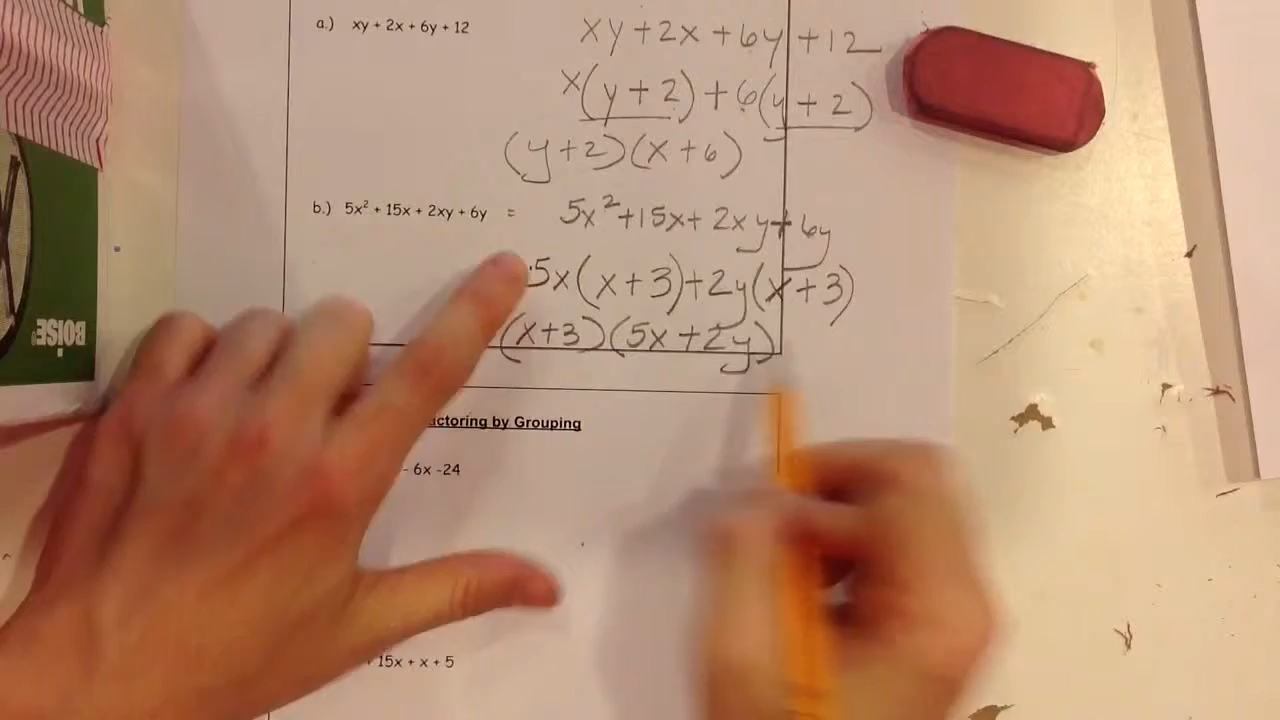 a.) xy + 2x + 6y + 12
xy + 2x + 6y + 12
x(y + 2) + 6(y + 2)
(y + 2)(x + 6)
b.) 5x² + 15x + 2xy + 6y =
5x² + 15x + 2xy + 6y
5x(x + 3) + 2y(x + 3)
(x + 3)(5x + 2y)
BOISE
actoring by Grouping
- 6x -24
+ 15x + x + 5